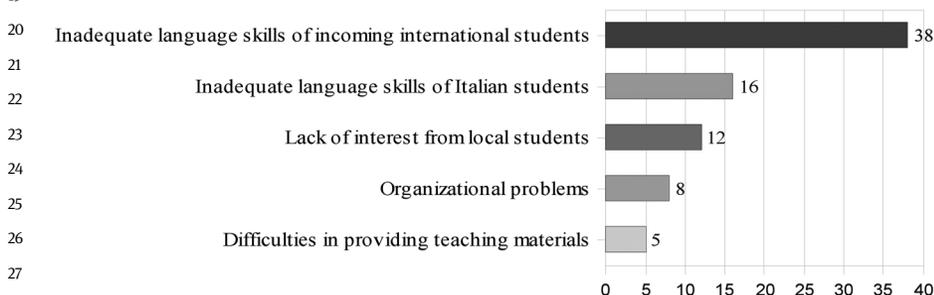 20
Inadequate language skills of incoming international students 38
21
Inadequate language skills of Italian students 16
22
23
Lack of interest from local students 12
24
Organizational problems 8
25
26
Difficulties in providing teaching materials 5
27
0 5 10 15 20 25 30 35 40